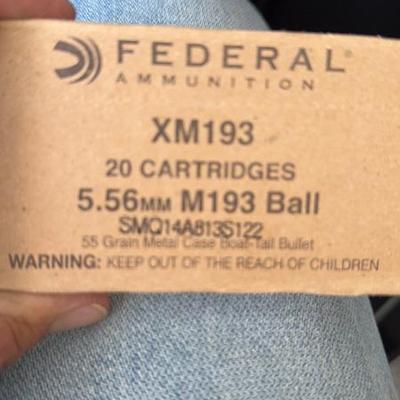 FEDERAL
AMMUNITION
XM193
20 CARTRIDGES
5.56MM M193 Ball
SMQ14A813S122
55 Grain Metal Case Boat-Tail Bullet
WARNING: KEEP OUT OF THE REACH OF CHILDREN